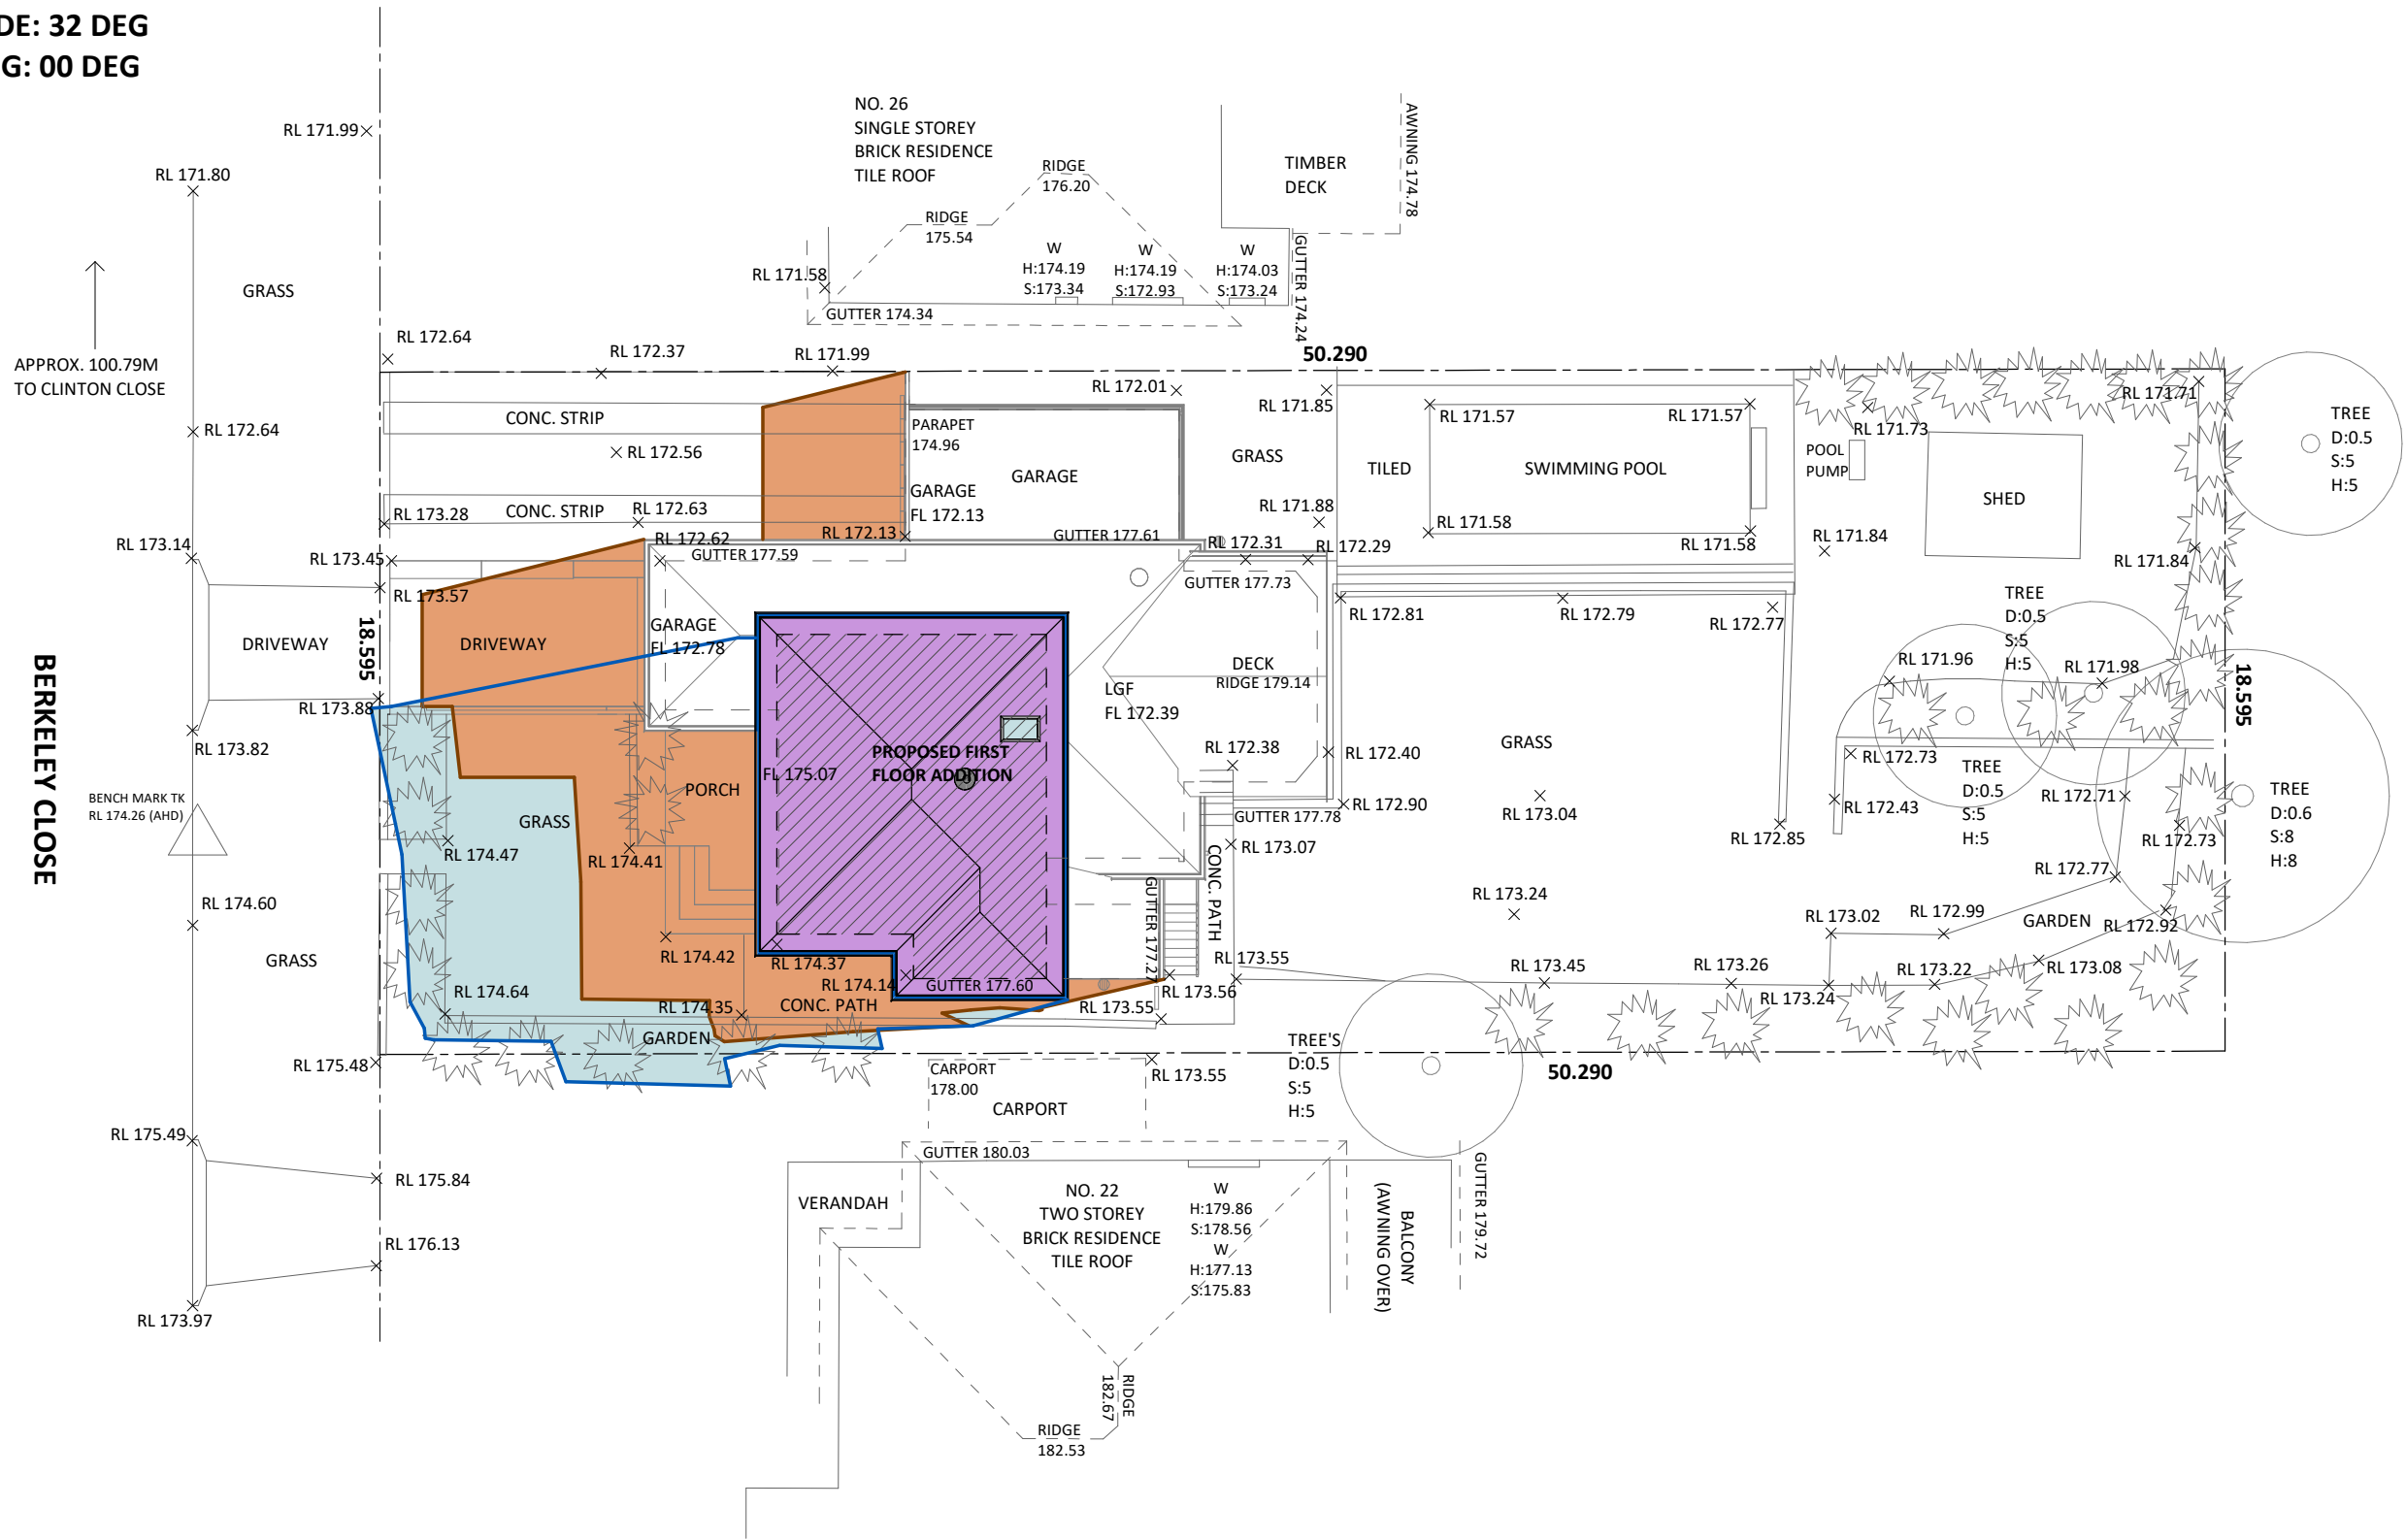 DE: 32 DEG
G: 00 DEG
RL 171.99
RL 171.80
GRASS
APPROX. 100.79M
TO CLINTON CLOSE
RL 172.64
RL 172.64
RL 172.37
RL 171.99
NO. 26
SINGLE STOREY
BRICK RESIDENCE
TILE ROOF
RIDGE
176.20
RIDGE
175.54
RL 171.58
W
H:174.19
S:173.34
W
H:174.19
S:172.93
W
H:174.03
S:173.24
GUTTER 174.34
GUTTER 174.24
TIMBER
DECK
AWNING 174.78
50.290
CONC. STRIP
RL 172.56
CONC. STRIP
RL 172.63
RL 173.28
RL 173.14
RL 173.45
RL 173.57
RL 172.62
GUTTER 177.59
RL 172.13
PARAPET
174.96
GARAGE
FL 172.13
GARAGE
GUTTER 177.61
RL 172.01
RL 171.85
GRASS
RL 171.88
RL 172.31
RL 172.29
GUTTER 177.73
TILED
RL 171.57
RL 171.57
SWIMMING POOL
RL 171.58
RL 171.58
POOL
PUMP
RL 171.73
RL 171.71
SHED
RL 171.84
RL 171.84
TREE
D:0.5
S:5
H:5
BERKELEY CLOSE
18.595
DRIVEWAY
DRIVEWAY
GARAGE
FL 172.78
RL 173.88
RL 173.82
BENCH MARK TK
RL 174.26 (AHD)
RL 174.60
GRASS
GRASS
RL 174.47
RL 174.41
PORCH
FL 175.07
PROPOSED FIRST
FLOOR ADDITION
LGF
FL 172.39
DECK
RIDGE 179.14
RL 172.38
RL 172.40
RL 172.81
RL 172.79
RL 172.77
GRASS
RL 172.90
GUTTER 177.78
RL 173.07
RL 173.04
RL 172.85
RL 173.24
CONC. PATH
GUTTER 177.27
TREE
D:0.5
S:5
H:5
RL 171.96
RL 171.98
18.595
RL 172.73
TREE
D:0.5
S:5
H:5
RL 172.43
RL 172.71
RL 172.73
TREE
D:0.6
S:8
H:8
RL 172.77
RL 173.02
RL 172.99
GARDEN
RL 172.92
RL 174.42
RL 174.37
RL 174.14
GUTTER 177.60
RL 174.64
RL 174.35
CONC. PATH
GARDEN
RL 173.55
RL 173.56
RL 173.55
RL 173.45
RL 173.26
RL 173.24
RL 173.22
RL 173.08
RL 175.48
CARPORT
178.00
CARPORT
RL 173.55
TREE'S
D:0.5
S:5
H:5
50.290
RL 175.49
RL 175.84
RL 176.13
RL 173.97
GUTTER 180.03
VERANDAH
NO. 22
TWO STOREY
BRICK RESIDENCE
TILE ROOF
W
H:179.86
S:178.56
W
H:177.13
S:175.83
BALCONY
(AWNING OVER)
GUTTER 179.72
RIDGE
182.67
RIDGE
182.53